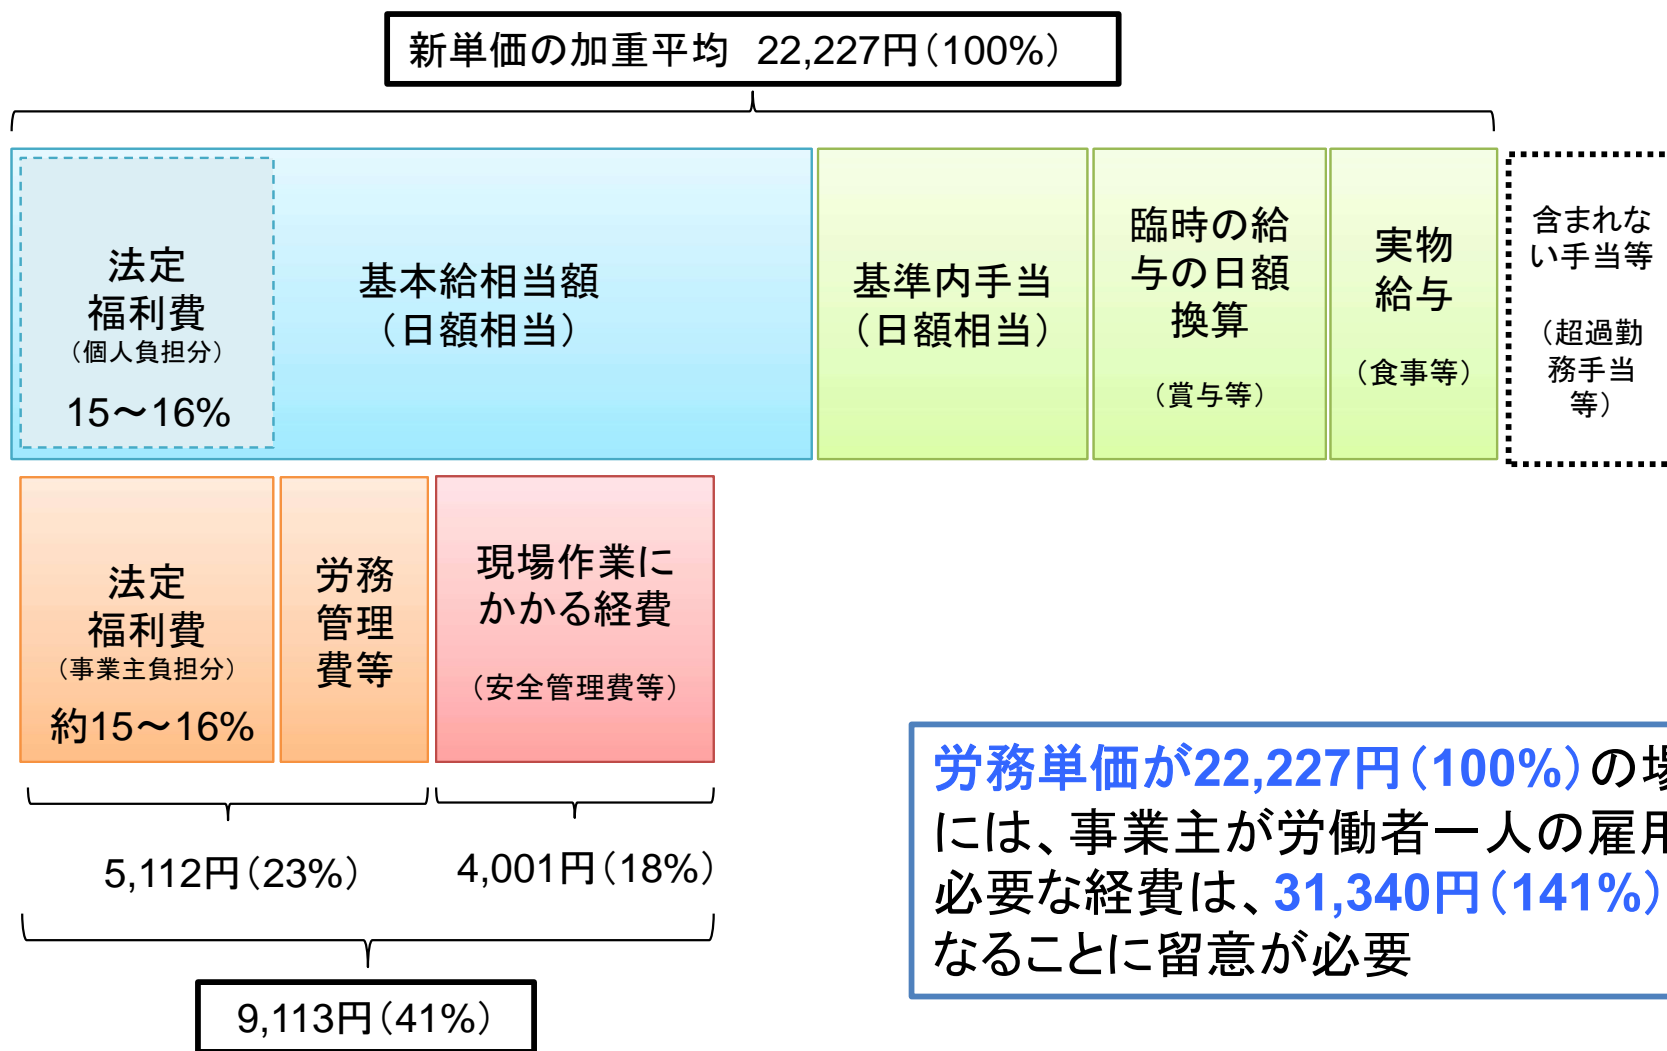 新単価の加重平均 22,227円（100%）
法定
福利費
（個人負担分）
15～16%
基本給相当額
（日額相当）
基準内手当
（日額相当）
臨時の給
与の日額
換算
（賞与等）
実物
給与
（食事等）
含まれな
い手当等
（超過勤
務手当
等）
法定
福利費
（事業主負担分）
約15～16%
労務
管理
費等
現場作業に
かかる経費
（安全管理費等）
5,112円（23%）
4,001円（18%）
9,113円（41%）
労務単価が22,227円（100%）の場
には、事業主が労働者一人の雇用
必要な経費は、31,340円（141%）
なることに留意が必要